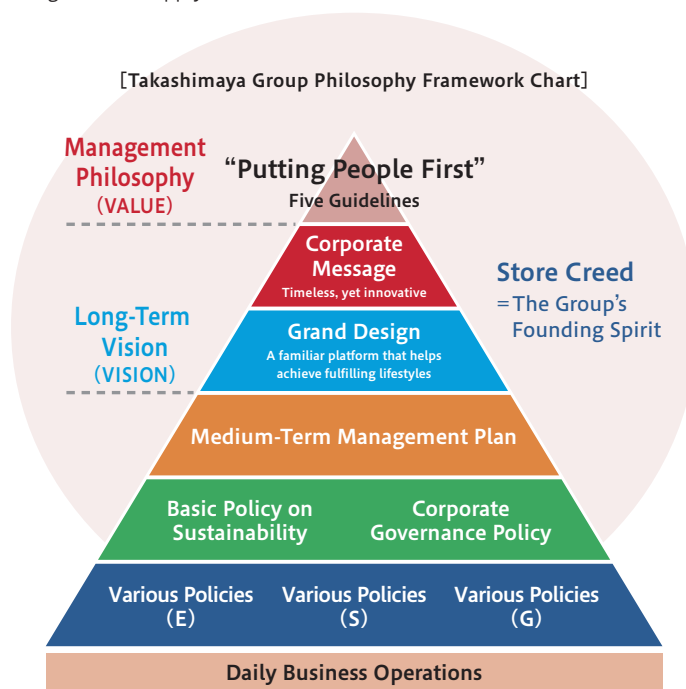 [Takashimaya Group Philosophy Framework Chart]
Management
Philosophy
(VALUE)
“Putting People First”
Five Guidelines
Corporate
Message
Timeless, yet innovative
Store Creed
=The Group’s
Founding Spirit
Long-Term
Vision
(VISION)
Grand Design
A familiar platform that helps
achieve fulfilling lifestyles
Medium-Term Management Plan
Basic Policy on
Sustainability
Corporate
Governance Policy
Various Policies
(E)
Various Policies
(S)
Various Policies
(G)
Daily Business Operations